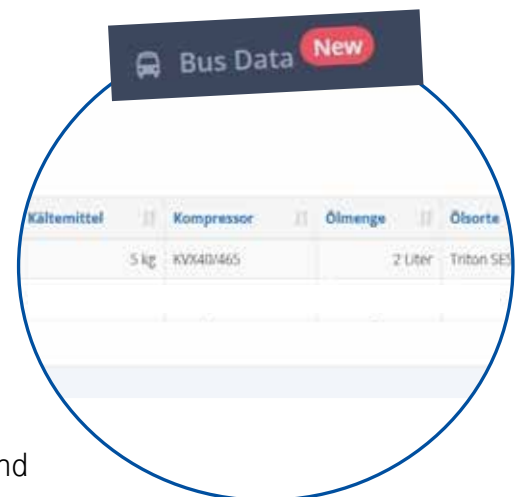 Bus Data New
Kältemittel Kompressor Ölmenge Ölsorte
5 kg KVX40/465 2 Liter Triton SE5
nd